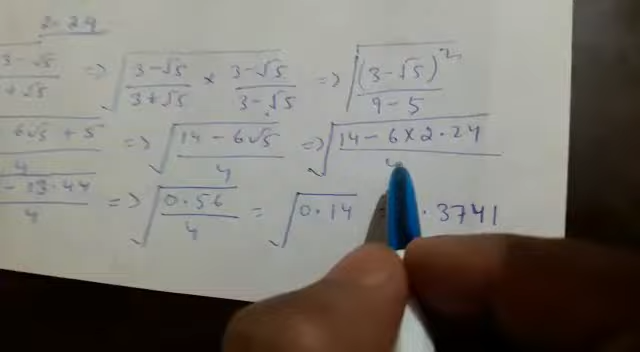 2.24
√(3-√5)/(3+√5) => √(3-√5)/(3+√5) × (3-√5)/(3-√5) => √(3-√5)²/(9-5)
6√5 + 5/4 => √(14-6√5)/4 => √(14-6×2.24)/4
- 13.44/4 => √0.56/4 = √0.14 = .3741